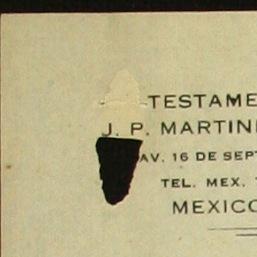 TESTAME
J. P. MARTIN
AV. 16 DE SEPT
TEL. MEX.
MEXICO